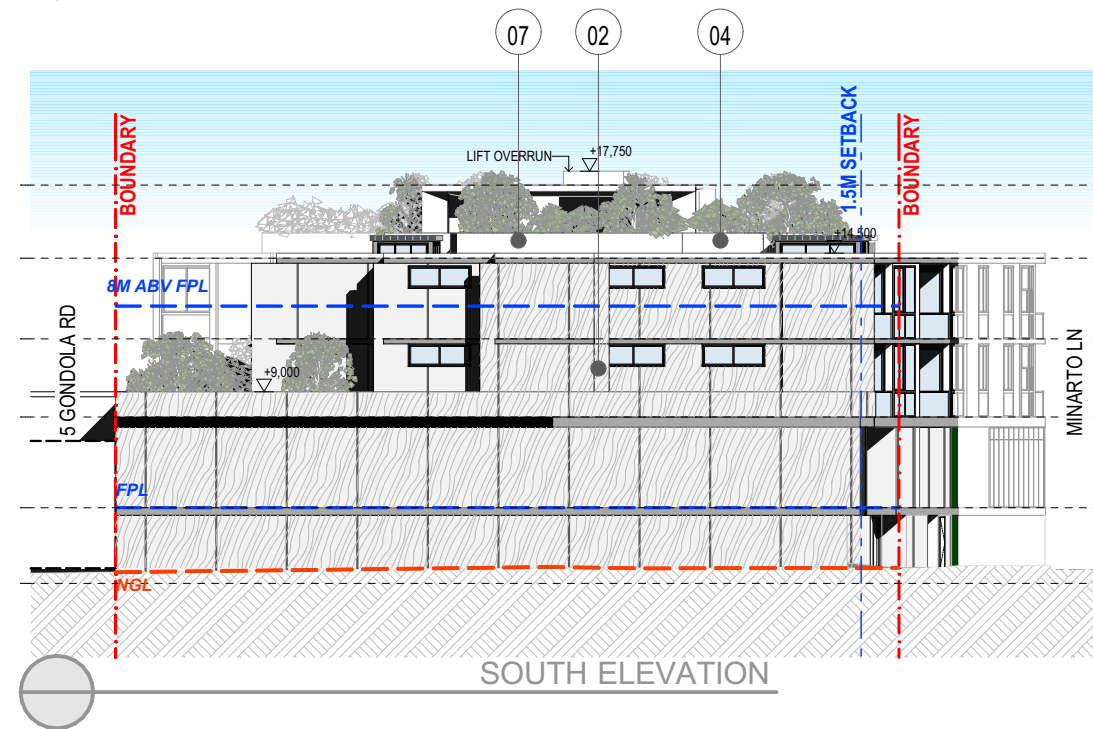 07
02
04
BOUNDARY
LIFT OVERRUN
+17,750
1.5M SETBACK
BOUNDARY
+14,500
8M ABV FPL
5 GONDOLA RD
+9,000
MINARTO LN
FPL
NGL
SOUTH ELEVATION